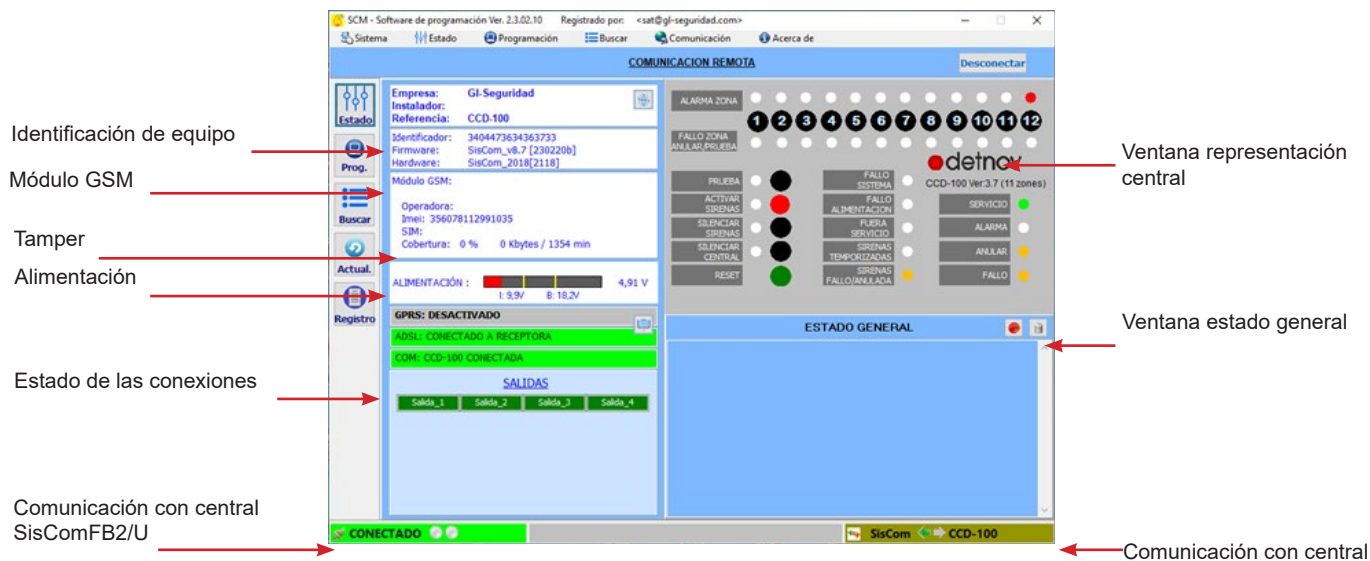 SCM - Software de programación Ver. 2.3.02.10 Registrado por: <sat@gl-seguridad.com>
Sistema Estado Programación Buscar Comunicación Acerca de
COMUNICACION REMOTA
Desconectar
Estado
Prog.
Buscar
Actual.
Registro
Empresa: GI-Seguridad
Instalador:
Referencia: CCD-100
Identificador: 3404473634363733
Firmware: SisCom_v8.7 [230220b]
Hardware: SisCom_2018[2118]
Módulo GSM:
Operadora:
Imei: 356078112991035
SIM:
Cobertura: 0 % 0 Kbytes / 1354 min
ALIMENTACIÓN : 4,91 V
I: 9,9V B: 18,2V
GPRS: DESACTIVADO
ADSL: CONECTADO A RECEPTORA
COM: CCD-100 CONECTADA
SALIDAS
Salida_1 Salida_2 Salida_3 Salida_4
ALARMA ZONA
1 2 3 4 5 6 7 8 9 10 11 12
FALLO ZONA
ANULAR/PRUEBA
detnov
CCD-100 Ver:3.7 (11 zones)
PRUEBA
ACTIVAR
SIRENAS
SILENCIAR
SIRENAS
SILENCIAR
CENTRAL
RESET
FALLO
SISTEMA
FALLO
ALIMENTACION
FUERA
SERVICIO
SIRENAS
TEMPORIZADAS
SIRENAS
FALLO/ANULADA
SERVICIO
ALARMA
ANULAR
FALLO
ESTADO GENERAL
CONECTADO
SisCom CCD-100
Identificación de equipo
Módulo GSM
Tamper
Alimentación
Estado de las conexiones
Comunicación con central
SisComFB2/U
Ventana representación
central
Ventana estado general
Comunicación con central